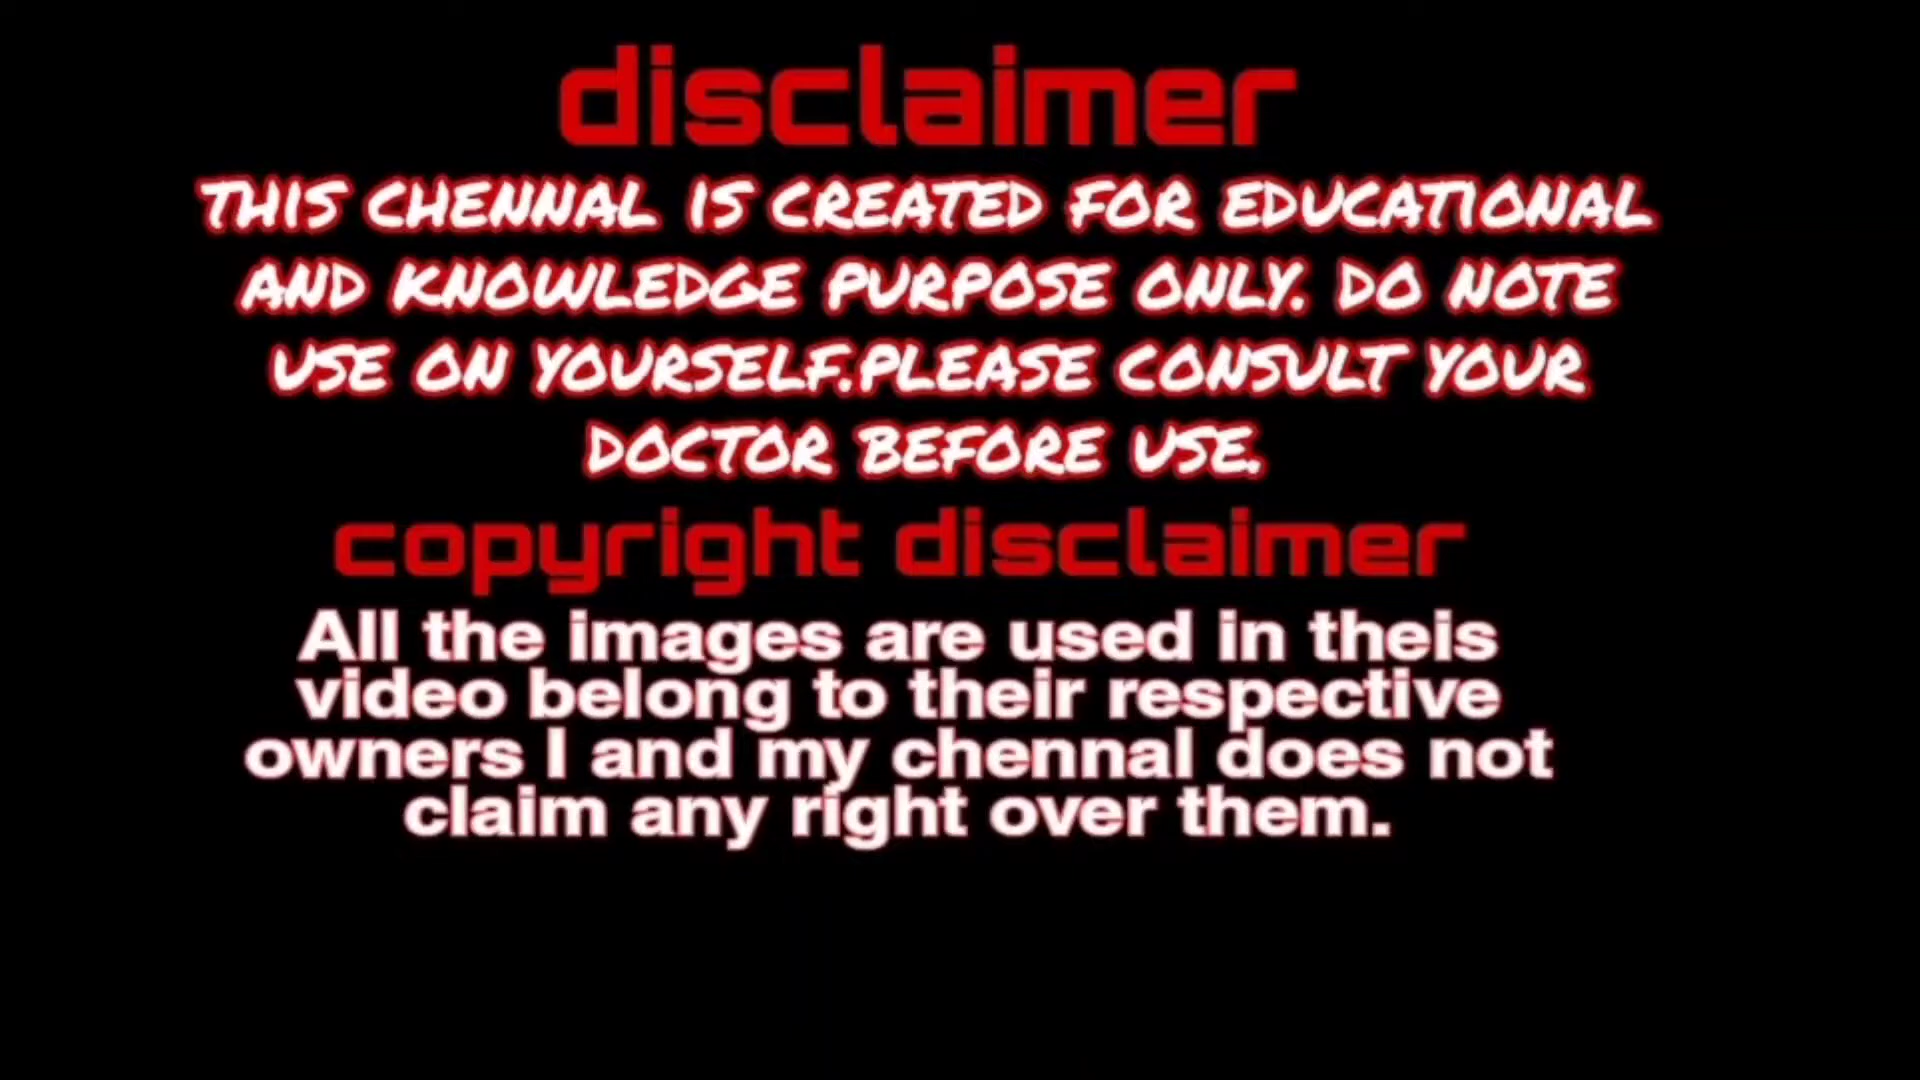 disclaimer
THIS CHENNAL IS CREATED FOR EDUCATIONAL
AND KNOWLEDGE PURPOSE ONLY. DO NOTE
USE ON YOURSELF.PLEASE CONSULT YOUR
DOCTOR BEFORE USE.
copyright disclaimer
All the images are used in theis
video belong to their respective
owners I and my chennal does not
claim any right over them.